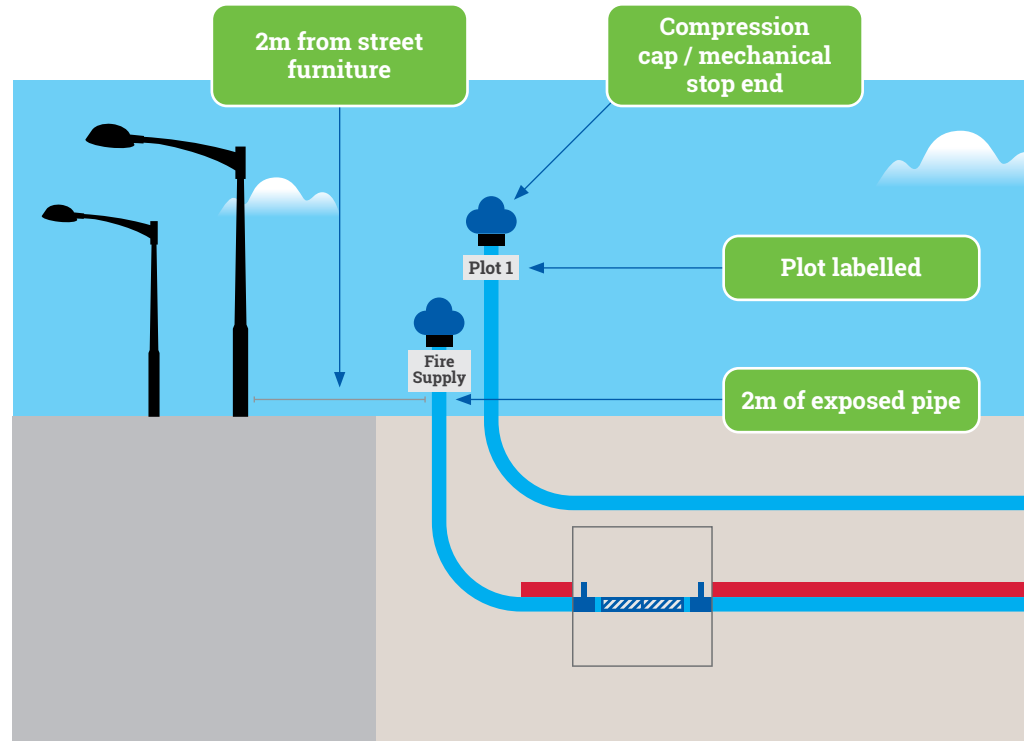 2m from street
furniture
Compression
cap / mechanical
stop end
Plot 1
Plot labelled
Fire
Supply
2m of exposed pipe